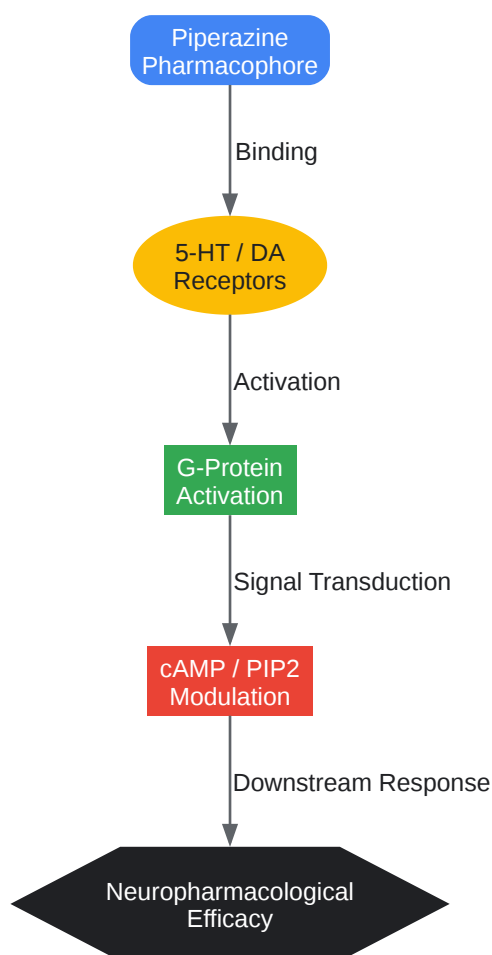 Piperazine
Pharmacophore
Binding
5-HT / DA
Receptors
Activation
G-Protein
Activation
Signal Transduction
cAMP / PIP2
Modulation
Downstream Response
Neuropharmacological
Efficacy